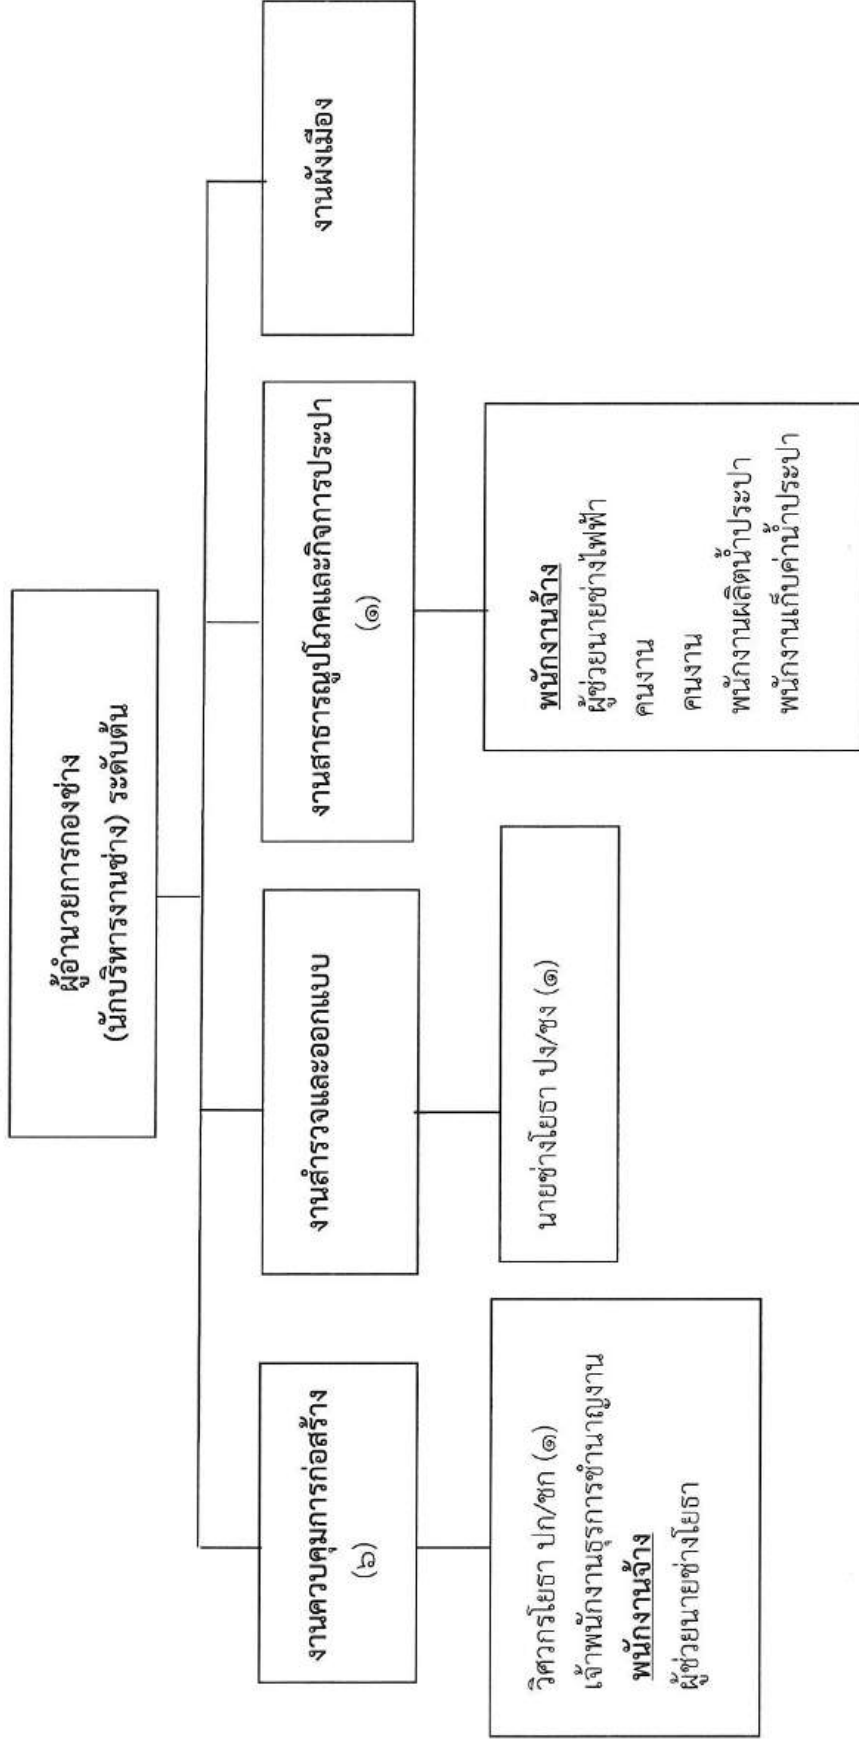 ผู้อำนวยการกองช่าง
(นักบริหารงานช่าง) ระดับต้น
งานควบคุมการก่อสร้าง
(๖)
งานสำรวจและออกแบบ
งานสาธารณูปโภคและกิจการประปา
(๑)
งานผังเมือง
วิศวกรโยธา ปก/ชก (๑)
เจ้าพนักงานธุรการชำนาญงาน
พนักงานจ้าง
ผู้ช่วยนายช่างโยธา
นายช่างโยธา ปง/ชง (๑)
พนักงานจ้าง
ผู้ช่วยนายช่างไฟฟ้า
คนงาน
คนงาน
พนักงานผลิตน้ำประปา
พนักงานเก็บค่าน้ำประปา